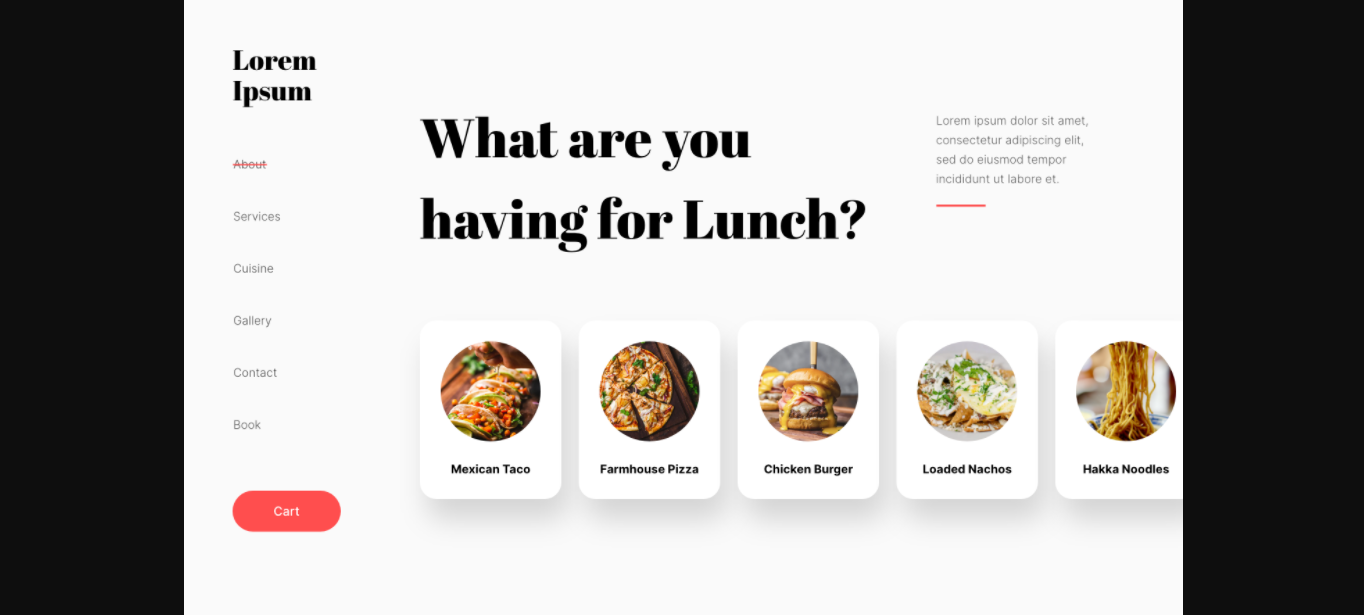 Lorem
Ipsum
About
Services
Cuisine
Gallery
Contact
Book
Cart
What are you
having for Lunch?
Lorem ipsum dolor sit amet,
consectetur adipiscing elit,
sed do eiusmod tempor
incididunt ut labore et.
Mexican Taco
Farmhouse Pizza
Chicken Burger
Loaded Nachos
Hakka Noodles